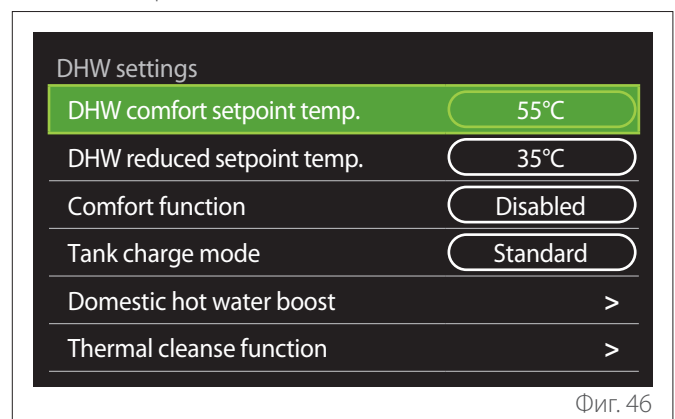 DHW settings
DHW comfort setpoint temp. 55°C
DHW reduced setpoint temp. 35°C
Comfort function Disabled
Tank charge mode Standard
Domestic hot water boost >
Thermal cleanse function >
Фиг. 46